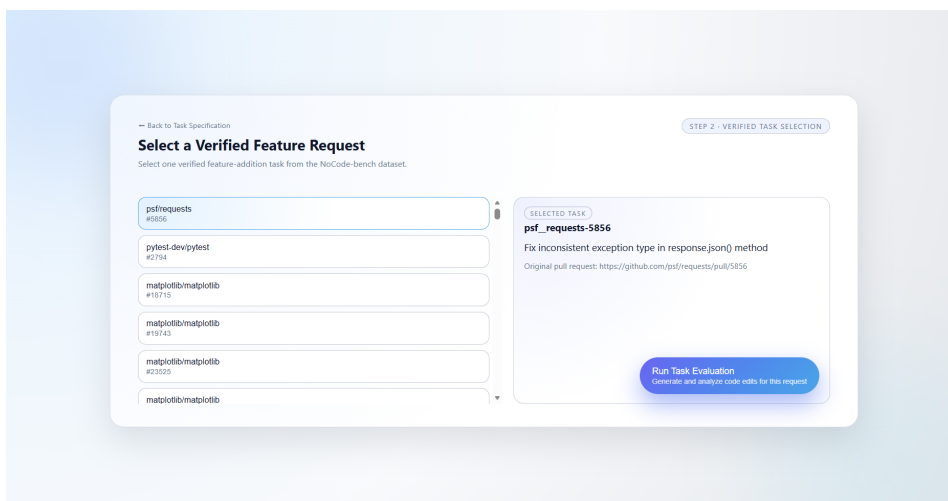 ← Back to Task Specification
STEP 2 · VERIFIED TASK SELECTION
Select a Verified Feature Request
Select one verified feature-addition task from the NoCode-bench dataset.
psf/requests
#5856
pytest-dev/pytest
#2794
matplotlib/matplotlib
#18715
matplotlib/matplotlib
#19743
matplotlib/matplotlib
#23525
matplotlib/matplotlib
SELECTED TASK
psf__requests-5856
Fix inconsistent exception type in response.json() method
Original pull request: https://github.com/psf/requests/pull/5856
Run Task Evaluation
Generate and analyze code edits for this request